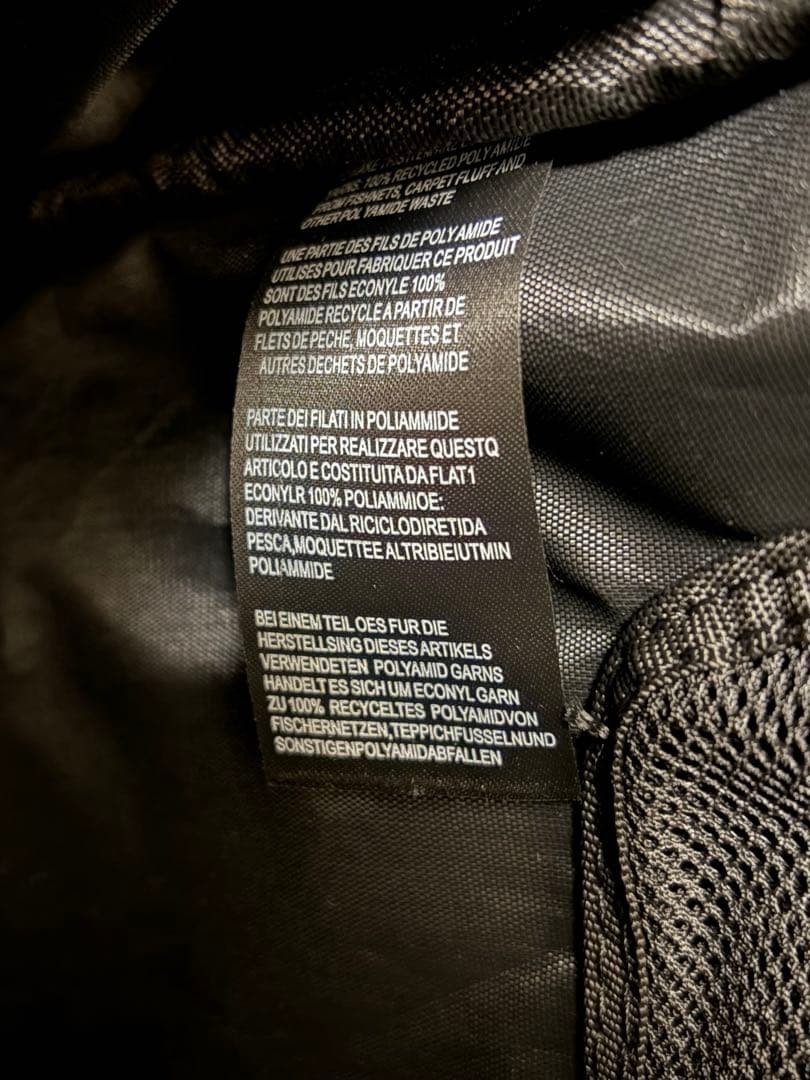 YARNS: 100% RECYCLED POLYAMIDE
FROM FISHNETS, CARPET FLUFF AND
OTHER POLYAMIDE WASTE
UNE PARTIE DES FILS DE POLYAMIDE
UTILISES POUR FABRIQUER CE PRODUIT
SONT DES FILS ECONYLE 100%
POLYAMIDE RECYCLE A PARTIR DE
FLETS DE PECHE, MOQUETTES ET
AUTRES DECHETS DE POLYAMIDE
PARTE DEI FILATI IN POLIAMMIDE
UTILIZZATI PER REALIZZARE QUESTQ
ARTICOLO E COSTITUITA DA FLAT1
ECONYLR 100% POLIAMMIOE:
DERIVANTE DAL RICICLODIRETIDA
PESCA,MOQUETTEE ALTRIBIEIUTMIN
POLIAMMIDE
BEI EINEM TEIL OES FUR DIE
HERSTELLSING DIESES ARTIKELS
VERWENDETEN POLYAMID GARNS
HANDELT ES SICH UM ECONYL GARN
ZU 100% RECYCELTES POLYAMIDVON
FISCHERNETZEN,TEPPICHFUSSELNUND
SONSTIGENPOLYAMIDABFALLEN